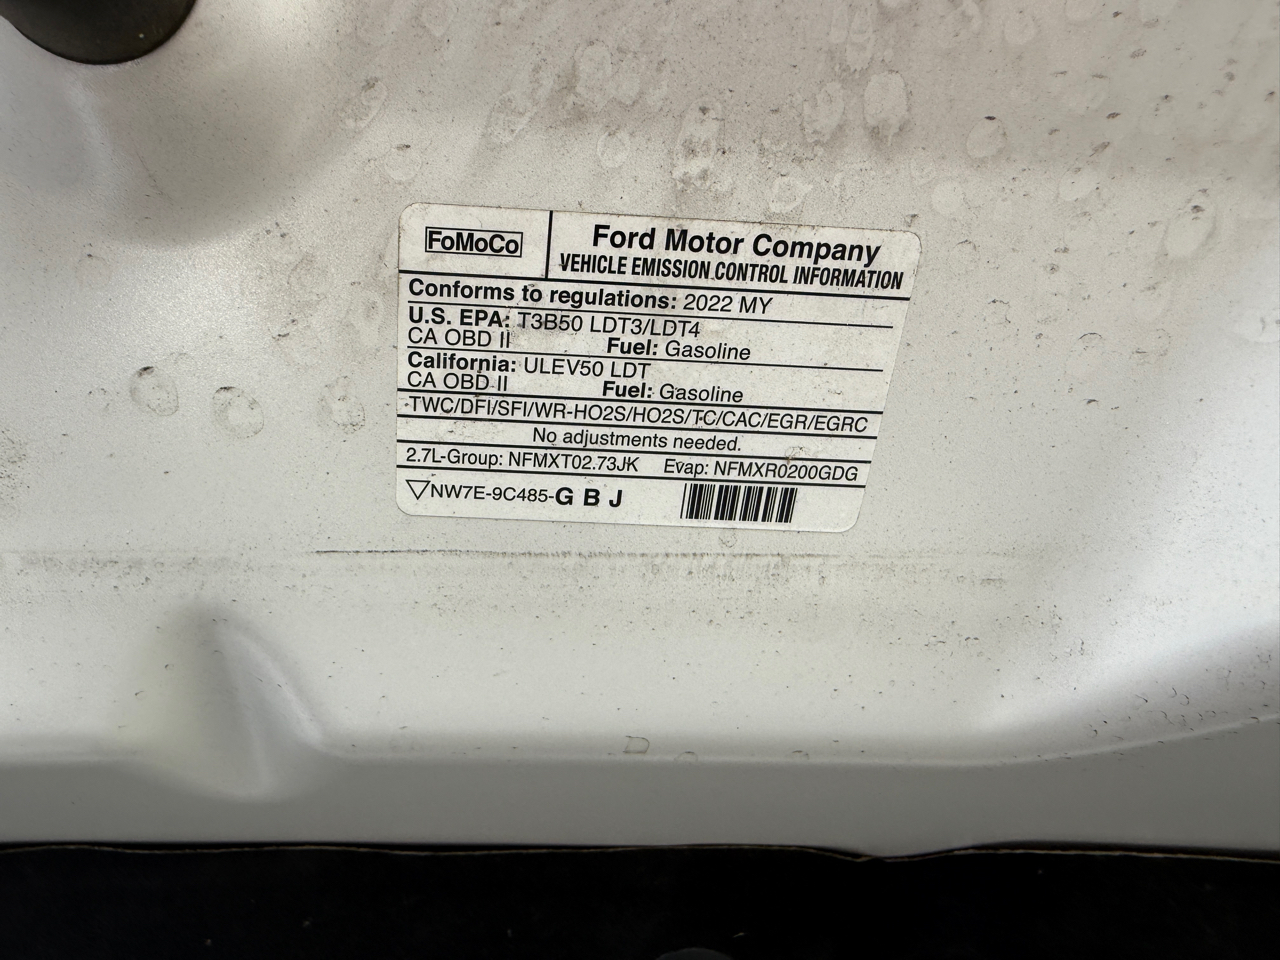 FoMoCo
Ford Motor Company
VEHICLE EMISSION CONTROL INFORMATION
Conforms to regulations: 2022 MY
U.S. EPA: T3B50 LDT3/LDT4
CA OBD II Fuel: Gasoline
California: ULEV50 LDT
CA OBD II Fuel: Gasoline
TWC/DFI/SFI/WR-HO2S/HO2S/TC/CAC/EGR/EGRC
No adjustments needed.
2.7L-Group: NFMXT02.73JK Evap: NFMXR0200GDG
NW7E-9C485-G B J